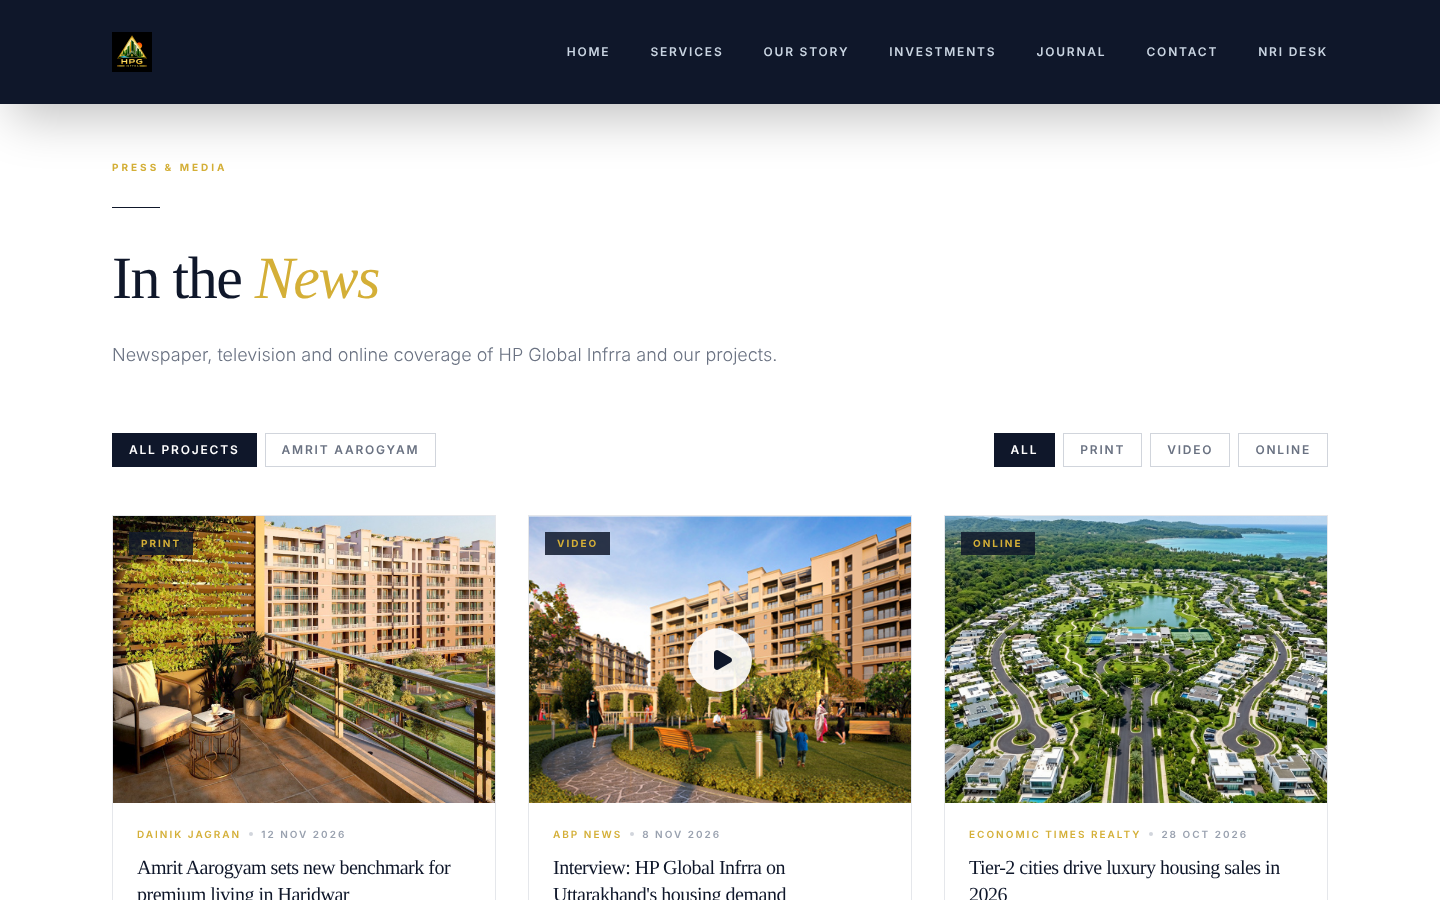 HPG
HOME SERVICES OUR STORY INVESTMENTS JOURNAL CONTACT NRI DESK
PRESS & MEDIA
In the News
Newspaper, television and online coverage of HP Global Infrra and our projects.
ALL PROJECTS AMRIT AAROGYAM ALL PRINT VIDEO ONLINE
PRINT
VIDEO
ONLINE
DAINIK JAGRAN • 12 NOV 2026
Amrit Aarogyam sets new benchmark for
premium living in Haridwar
ABP NEWS • 8 NOV 2026
Interview: HP Global Infrra on
Uttarakhand's housing demand
ECONOMIC TIMES REALTY • 28 OCT 2026
Tier-2 cities drive luxury housing sales in
2026